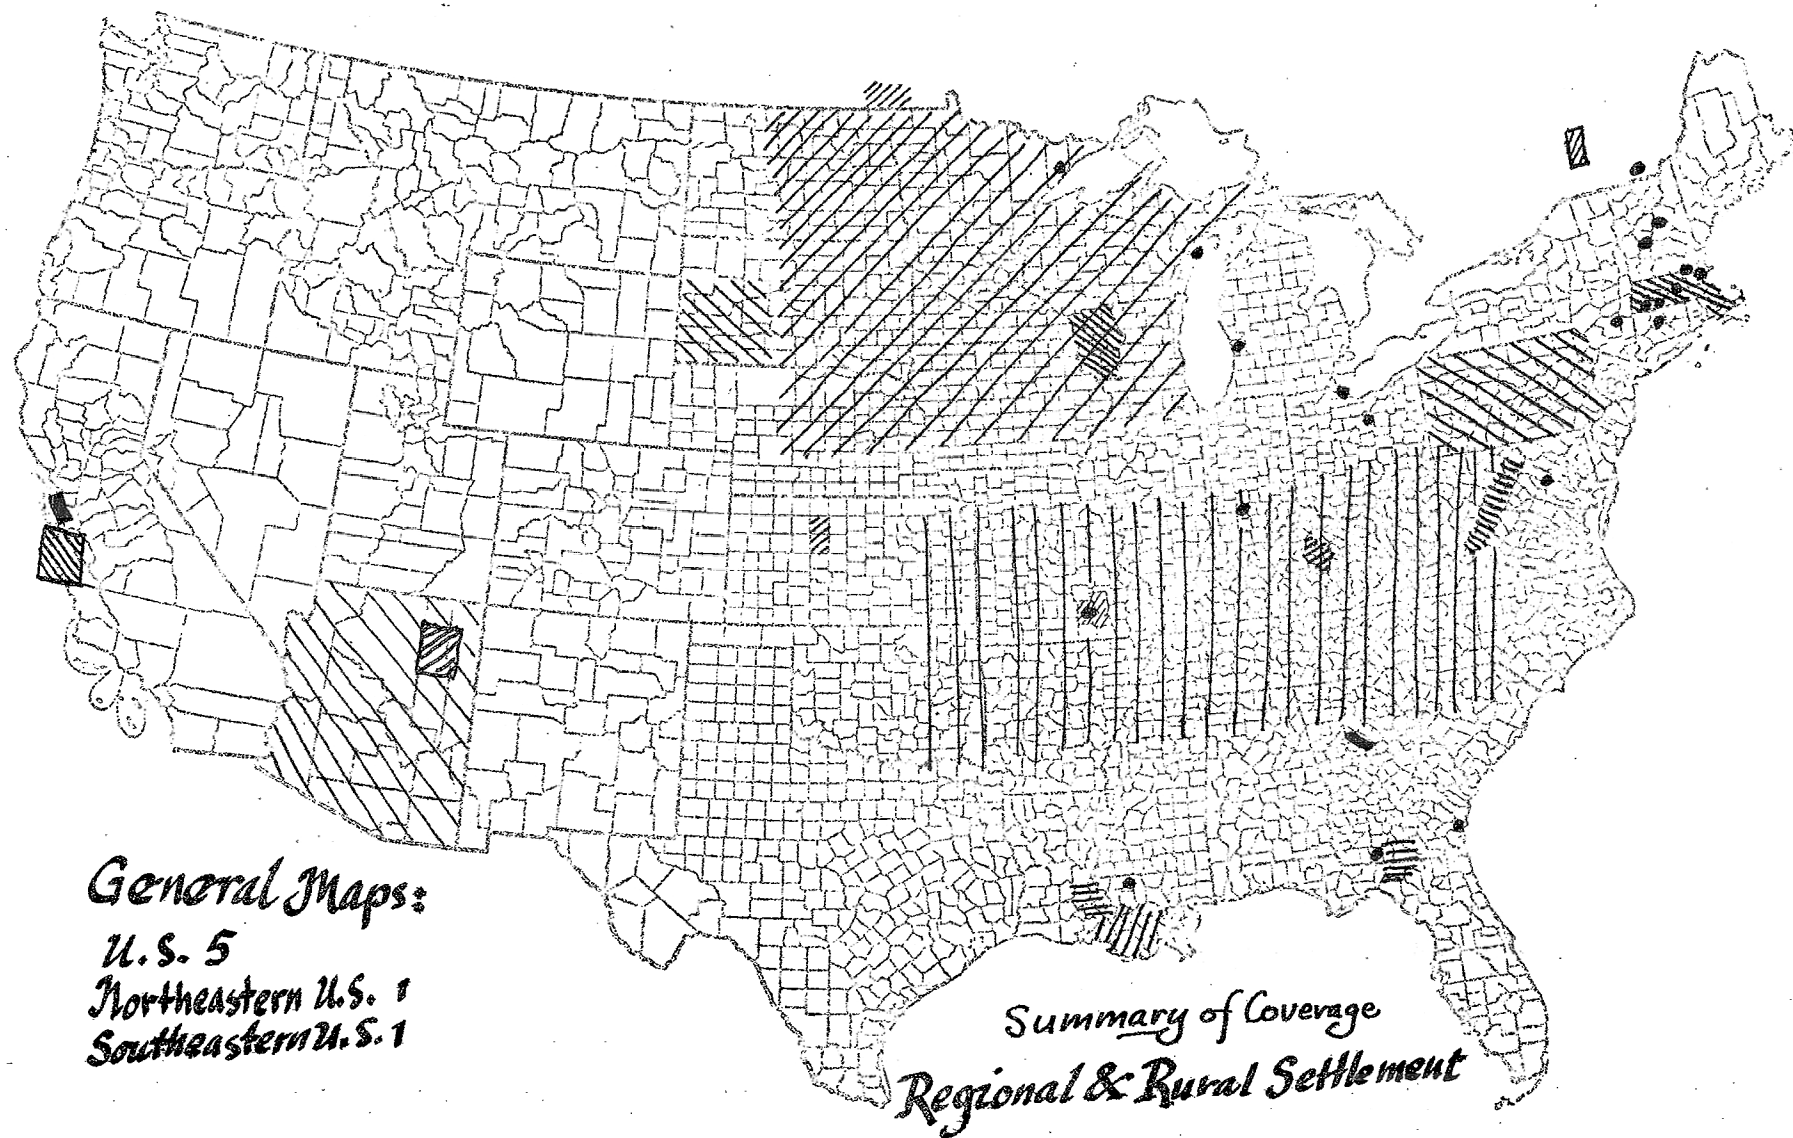 General Maps:
U.S. 5
Northeastern U.S. 1
Southeastern U.S. 1
Summary of Coverage
Regional & Rural Settlement